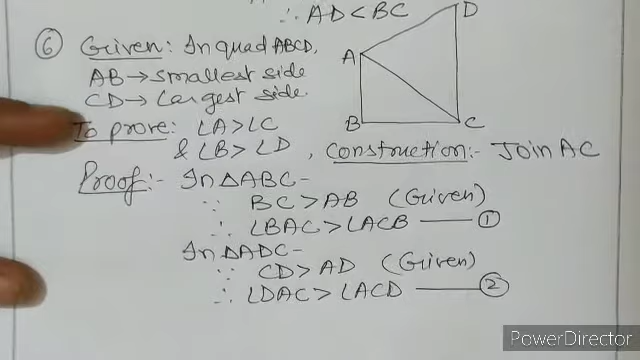 ∴ AD < BC
⑥ Given: In quad ABCD,
AB → smallest side
CD → Largest side.
To prove: ∠A > ∠C
& ∠B > ∠D, Construction:- Join AC
Proof:- In △ABC-
∵ BC > AB (Given)
∴ ∠BAC > ∠ACB —— ①
In △ADC-
∵ CD > AD (Given)
∴ ∠DAC > ∠ACD —— ②
D
A
B
C
PowerDirector